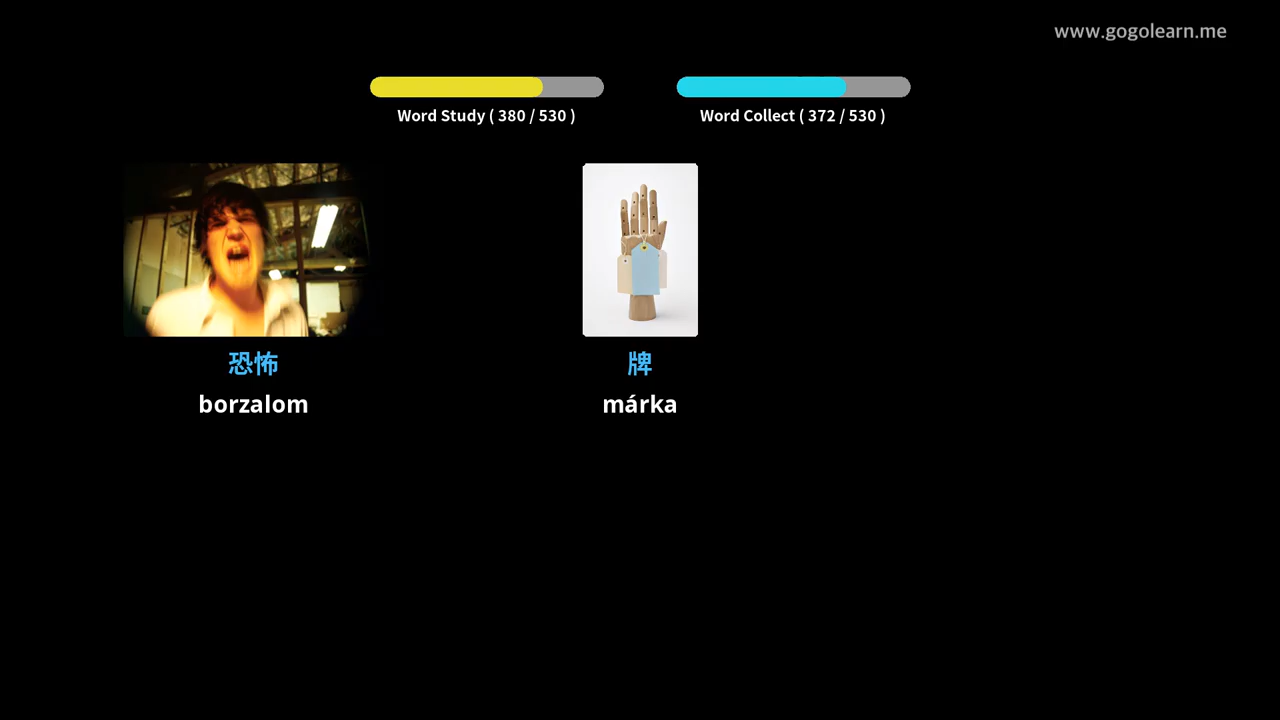 www.gogolearn.me
Word Study ( 380 / 530 )
Word Collect ( 372 / 530 )
恐怖
borzalom
牌
márka